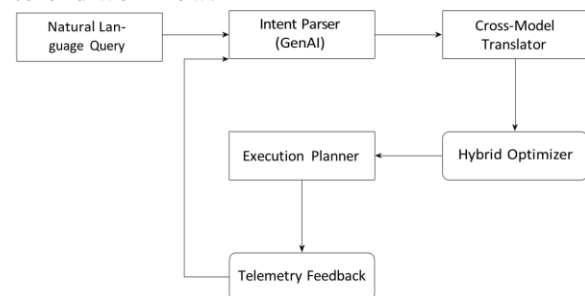 Natural Lan-
guage Query
Intent Parser
(GenAI)
Cross-Model
Translator
Execution Planner
Hybrid Optimizer
Telemetry Feedback